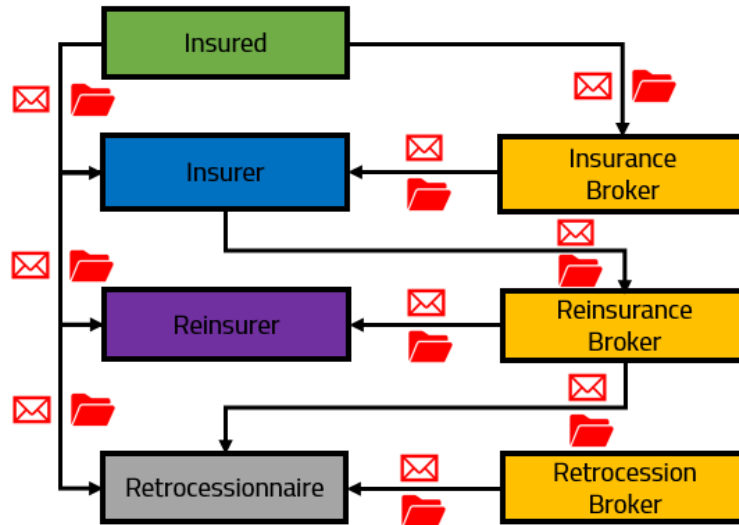 Insured
Insurer
Insurance
Broker
Reinsurer
Reinsurance
Broker
Retrocessionnaire
Retrocession
Broker